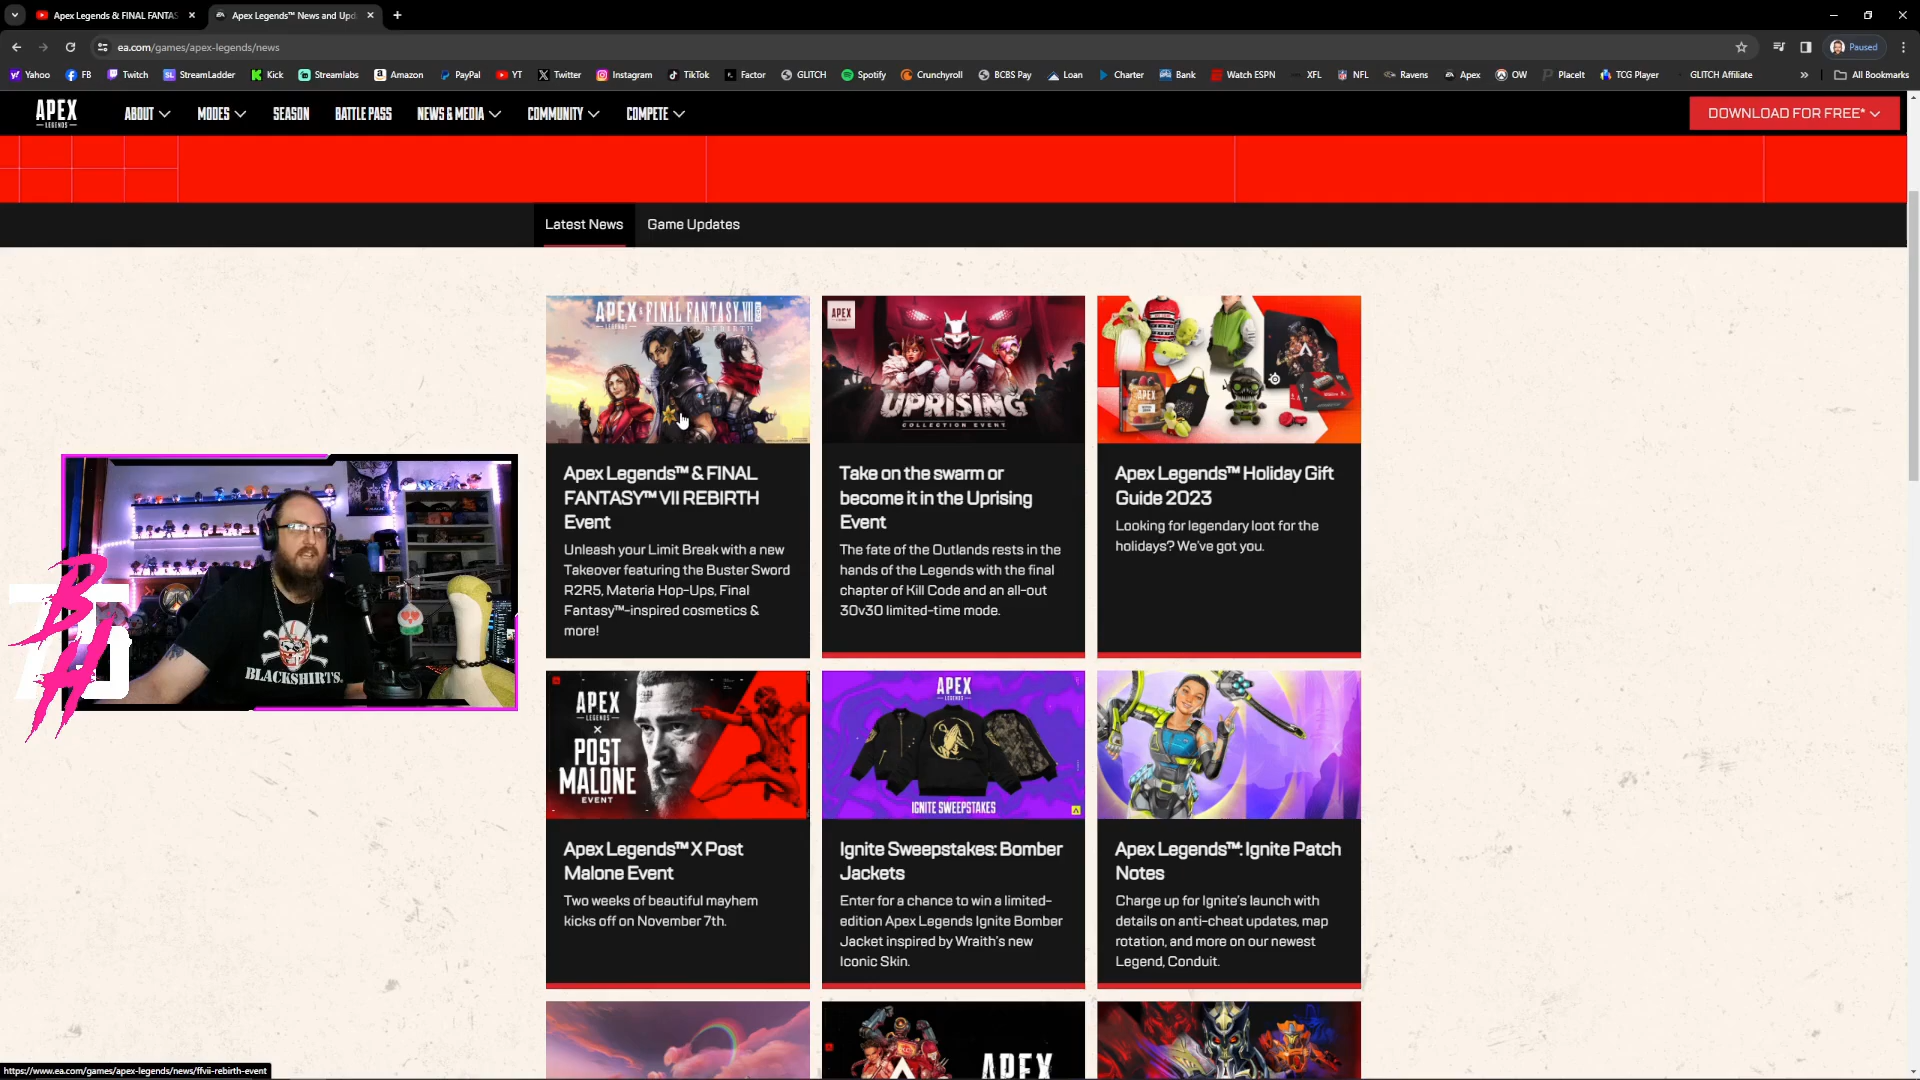 Apex Legends & FINAL FANTAS
Apex Legends™ News and Upd
ea.com/games/apex-legends/news
Paused
Yahoo
FB
Twitch
StreamLadder
Kick
Streamlabs
Amazon
PayPal
YT
Twitter
Instagram
TikTok
Factor
GLITCH
Spotify
Crunchyroll
BCBS Pay
Loan
Charter
Bank
Watch ESPN
XFL
NFL
Ravens
Apex
OW
PlaceIt
TCG Player
GLITCH Affiliate
»
All Bookmarks
APEX
LEGENDS
ABOUT
MODES
SEASON
BATTLE PASS
NEWS & MEDIA
COMMUNITY
COMPETE
DOWNLOAD FOR FREE*
Latest News
Game Updates
APEX & FINAL FANTASY VII
LEGENDS REBIRTH
Apex Legends™ & FINAL
FANTASY™ VII REBIRTH
Event
Unleash your Limit Break with a new
Takeover featuring the Buster Sword
R2R5, Materia Hop-Ups, Final
Fantasy™-inspired cosmetics &
more!
APEX
UPRISING
COLLECTION EVENT
Take on the swarm or
become it in the Uprising
Event
The fate of the Outlands rests in the
hands of the Legends with the final
chapter of Kill Code and an all-out
30v30 limited-time mode.
APEX
Apex Legends™ Holiday Gift
Guide 2023
Looking for legendary loot for the
holidays? We've got you.
BLACKSHIRTS.
BH
APEX
LEGENDS
×
POST
MALONE
EVENT
Apex Legends™ X Post
Malone Event
Two weeks of beautiful mayhem
kicks off on November 7th.
APEX
LEGENDS
IGNITE SWEEPSTAKES
Ignite Sweepstakes: Bomber
Jackets
Enter for a chance to win a limited-
edition Apex Legends Ignite Bomber
Jacket inspired by Wraith's new
Iconic Skin.
Apex Legends™: Ignite Patch
Notes
Charge up for Ignite's launch with
details on anti-cheat updates, map
rotation, and more on our newest
Legend, Conduit.
APEX
https://www.ea.com/games/apex-legends/news/ffvii-rebirth-event